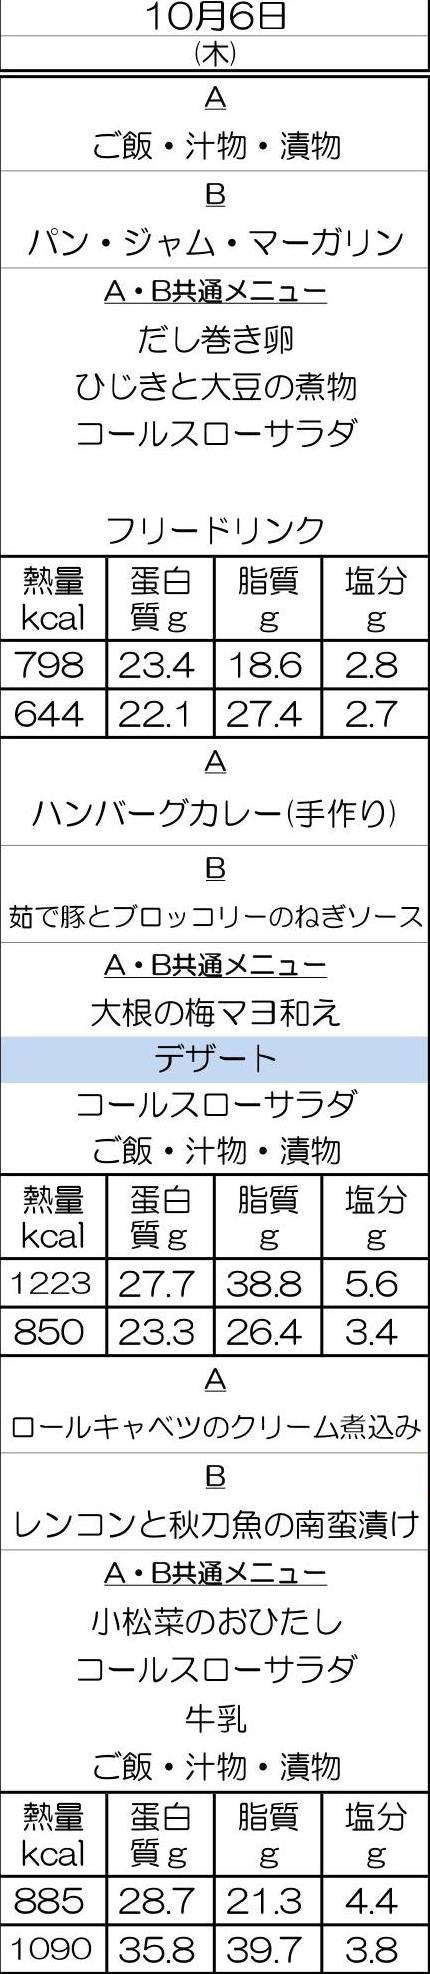 10月6日
(木)
A
ご飯・汁物・漬物
B
パン・ジャム・マーガリン
A・B共通メニュー
だし巻き卵
ひじきと大豆の煮物
コールスローサラダ
フリードリンク
熱量 蛋白 脂質 塩分
kcal 質g g g
798 23.4 18.6 2.8
644 22.1 27.4 2.7
A
ハンバーグカレー(手作り)
B
茹で豚とブロッコリーのねぎソース
A・B共通メニュー
大根の梅マヨ和え
デザート
コールスローサラダ
ご飯・汁物・漬物
熱量 蛋白 脂質 塩分
kcal 質g g g
1223 27.7 38.8 5.6
850 23.3 26.4 3.4
A
ロールキャベツのクリーム煮込み
B
レンコンと秋刀魚の南蛮漬け
A・B共通メニュー
小松菜のおひたし
コールスローサラダ
牛乳
ご飯・汁物・漬物
熱量 蛋白 脂質 塩分
kcal 質g g g
885 28.7 21.3 4.4
1090 35.8 39.7 3.8